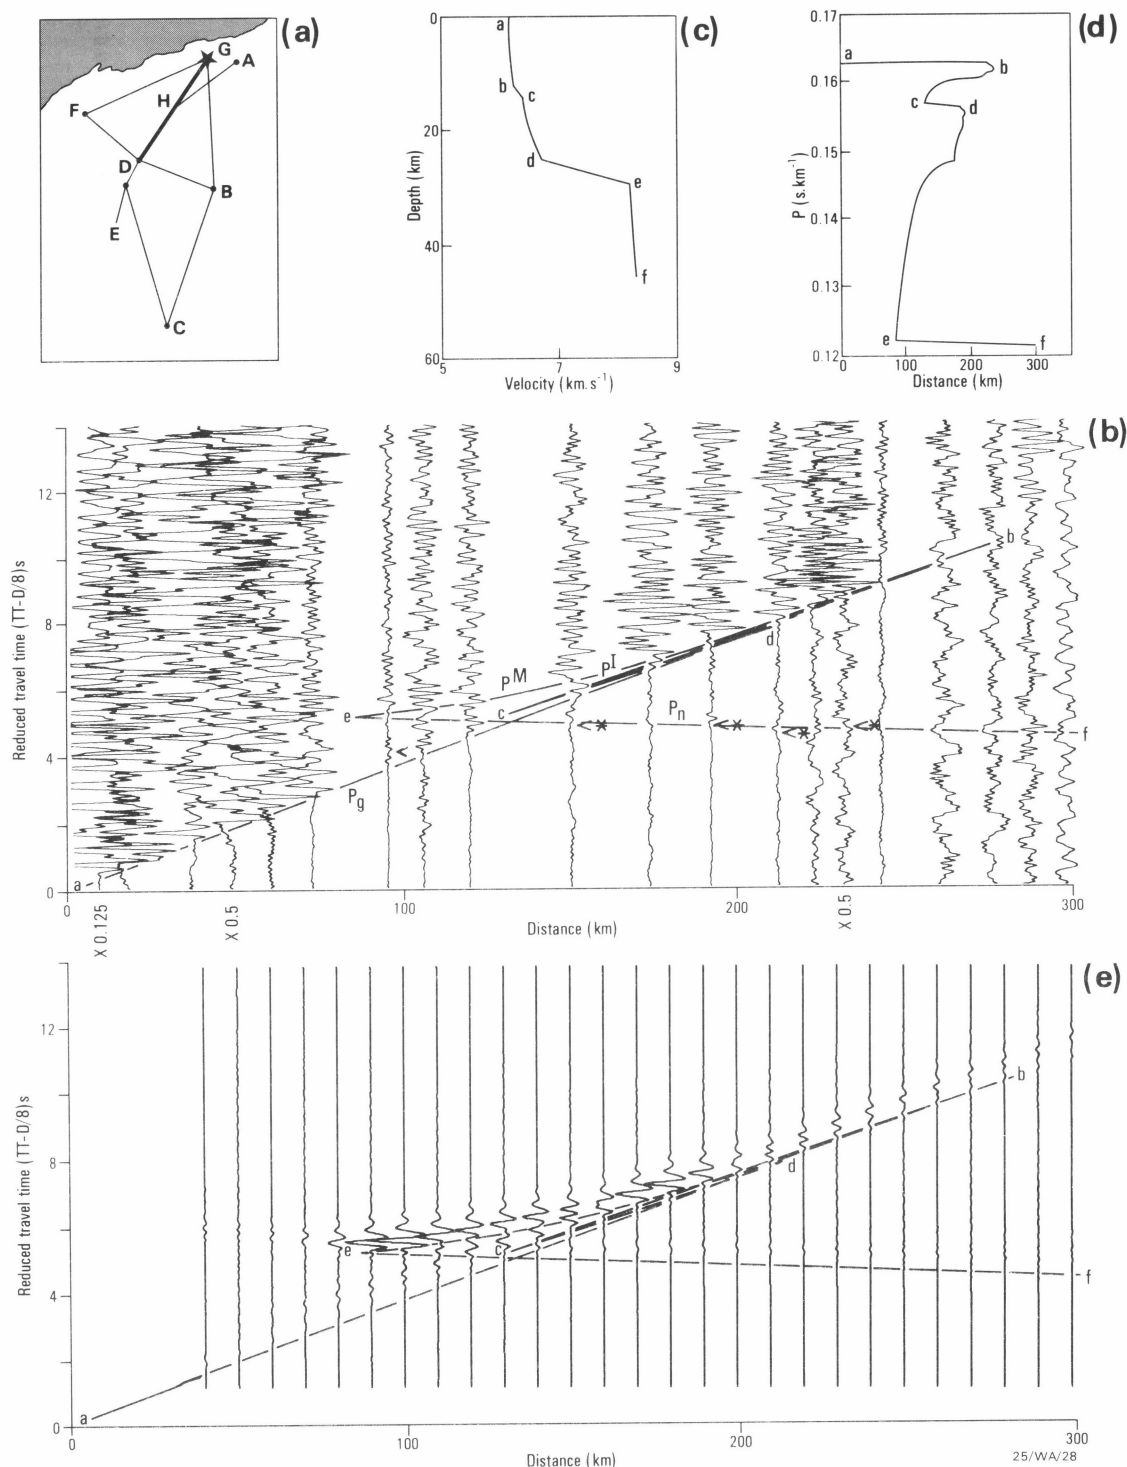 (a)
G
A
H
F
D
B
E
C
(c)
0
20
40
60
Depth (km)
a
b
c
d
e
f
5
7
9
Velocity (km.s⁻¹)
(d)
0.17
0.16
0.15
0.14
0.13
0.12
P (s.km⁻¹)
a
b
c
d
e
f
0
100
200
300
Distance (km)
(b)
12
8
4
0
Reduced travel time (TT-D/8)s
b
d
Pᴹ
Pᴵ
e
c
Pₙ
f
P_g
a
0
100
200
300
X 0.125
X 0.5
X 0.5
Distance (km)
(e)
12
8
4
0
Reduced travel time (TT-D/8)s
b
d
e
c
f
a
0
100
200
300
Distance (km)
25/WA/28